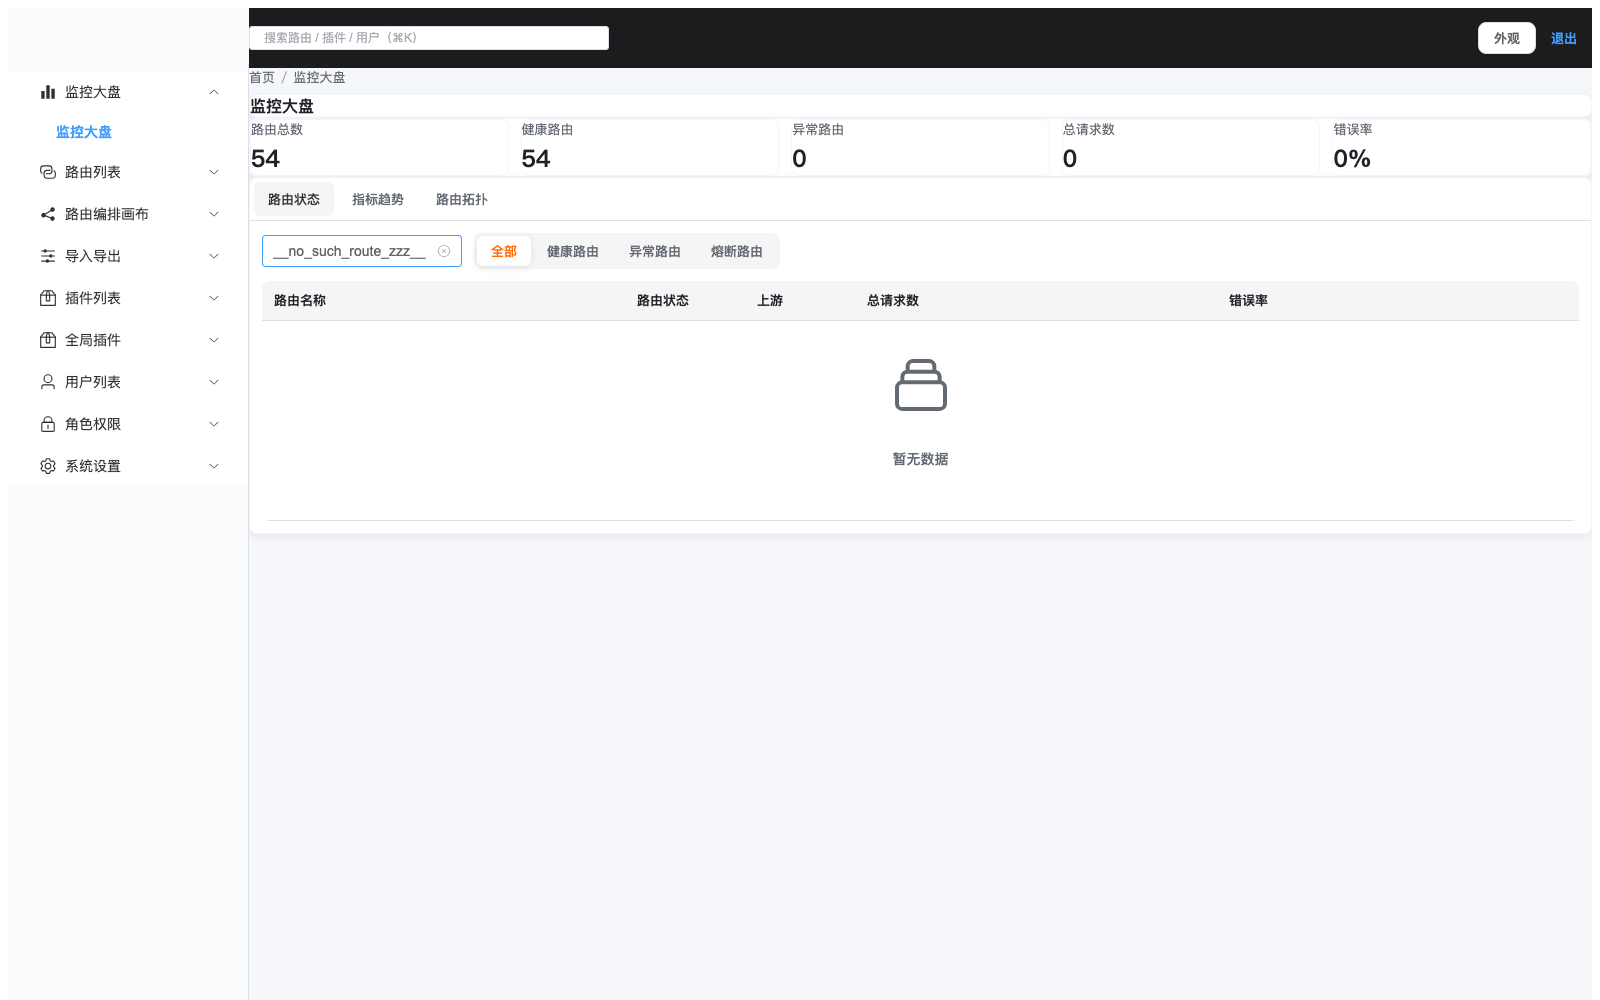 搜索路由 / 插件 / 用户（⌘K）
外观
退出
监控大盘
监控大盘
路由列表
路由编排画布
导入导出
插件列表
全局插件
用户列表
角色权限
系统设置
首页 / 监控大盘
监控大盘
路由总数
54
健康路由
54
异常路由
0
总请求数
0
错误率
0%
路由状态 指标趋势 路由拓扑
__no_such_route_zzz__
全部 健康路由 异常路由 熔断路由
路由名称 路由状态 上游 总请求数 错误率
暂无数据